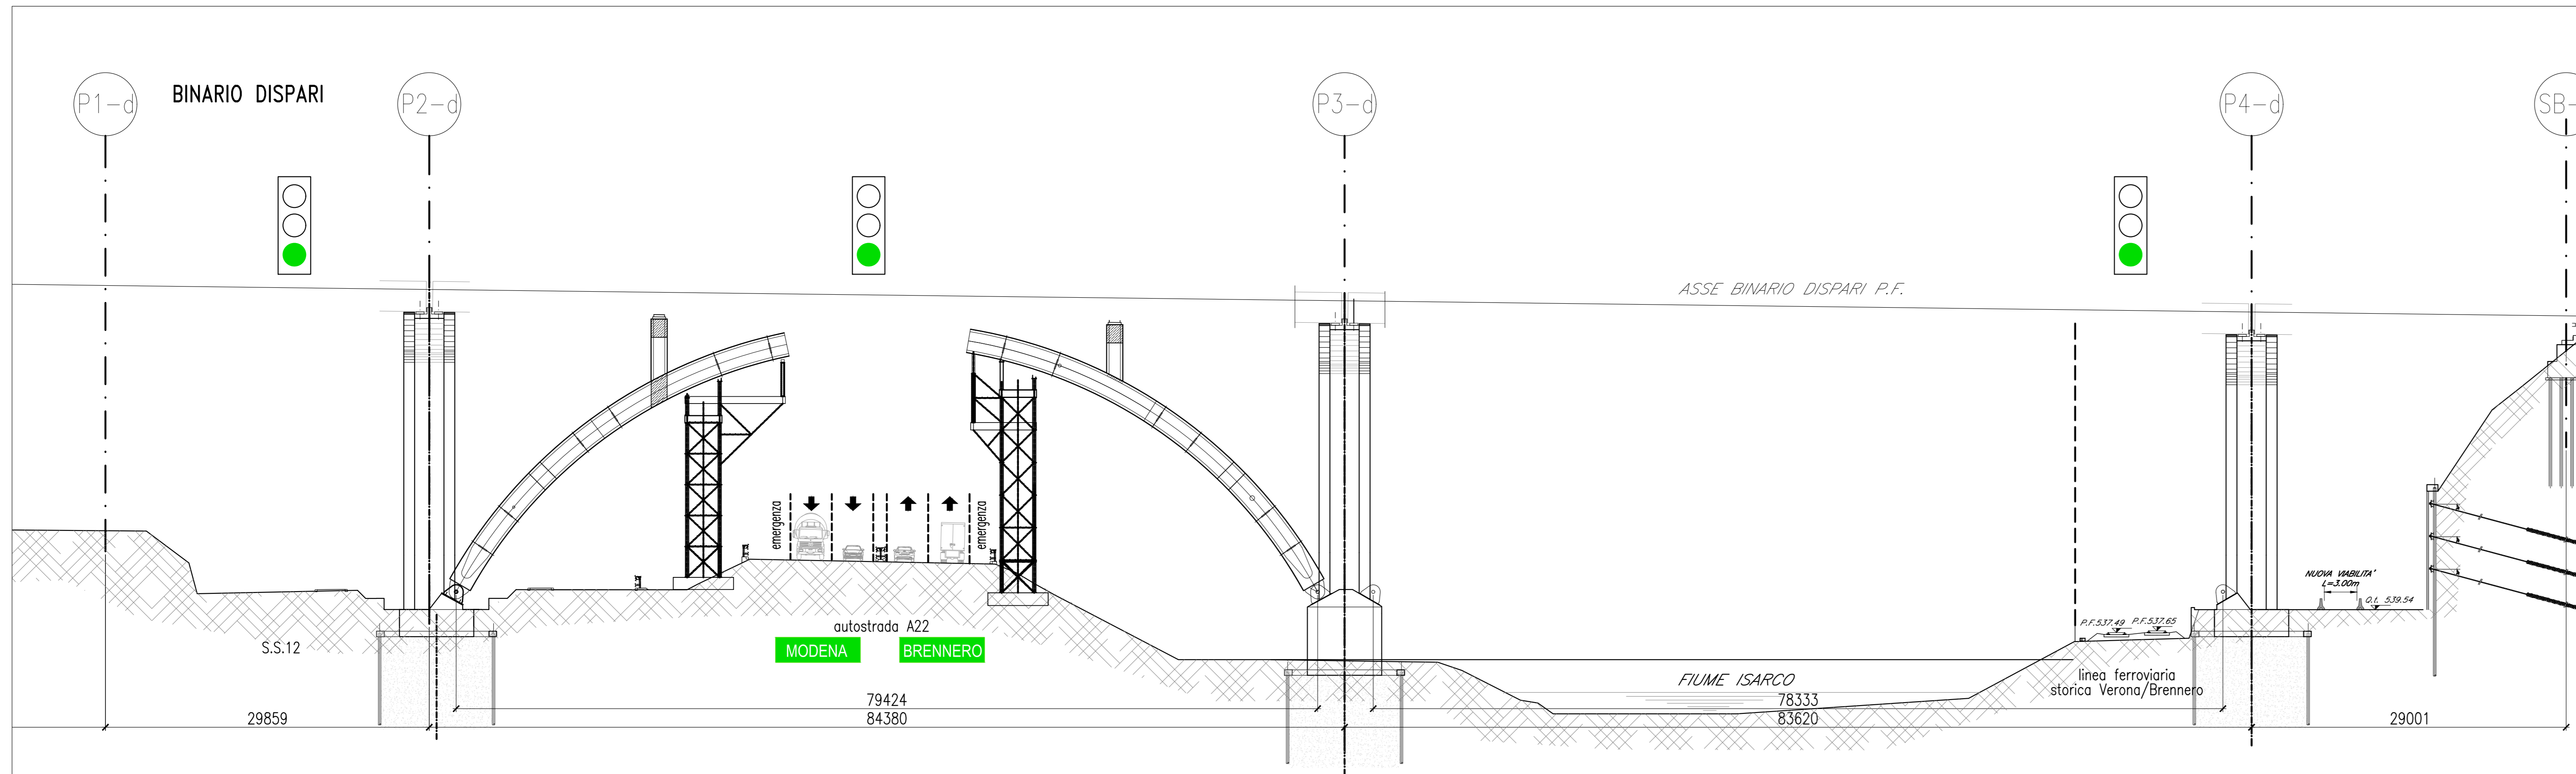 P1-d
BINARIO DISPARI
P2-d
P3-d
P4-d
SB-
ASSE BINARIO DISPARI P.F.
emergenza
emergenza
NUOVA VIABILITA'
L=3.00m
Q.t. 539.54
P.F.537.49
P.F.537.65
S.S.12
autostrada A22
MODENA
BRENNERO
FIUME ISARCO
linea ferroviaria
storica Verona/Brennero
79424
78333
29859
84380
83620
29001